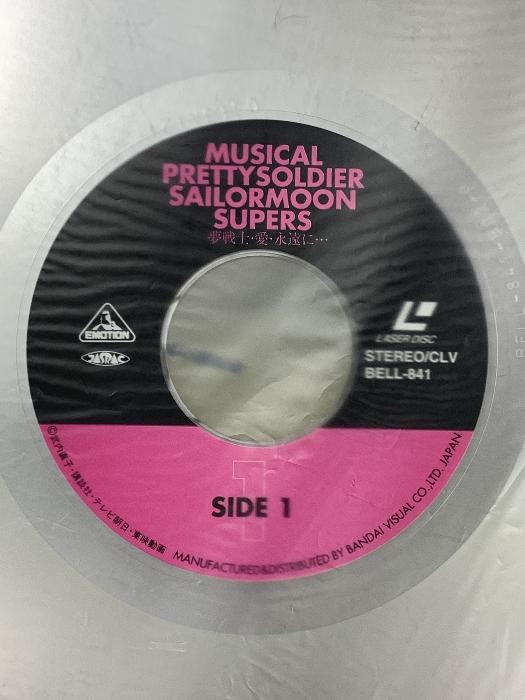 MUSICAL
PRETTYSOLDIER
SAILORMOON
SUPERS
夢戦士・愛・永遠に…
EMOTION
JASRAC
LASER DISC
STEREO/CLV
BELL-841
1
SIDE 1
©武内直子・講談社・テレビ朝日・東映動画
MANUFACTURED&DISTRIBUTED BY BANDAI VISUAL CO.,LTD. JAPAN